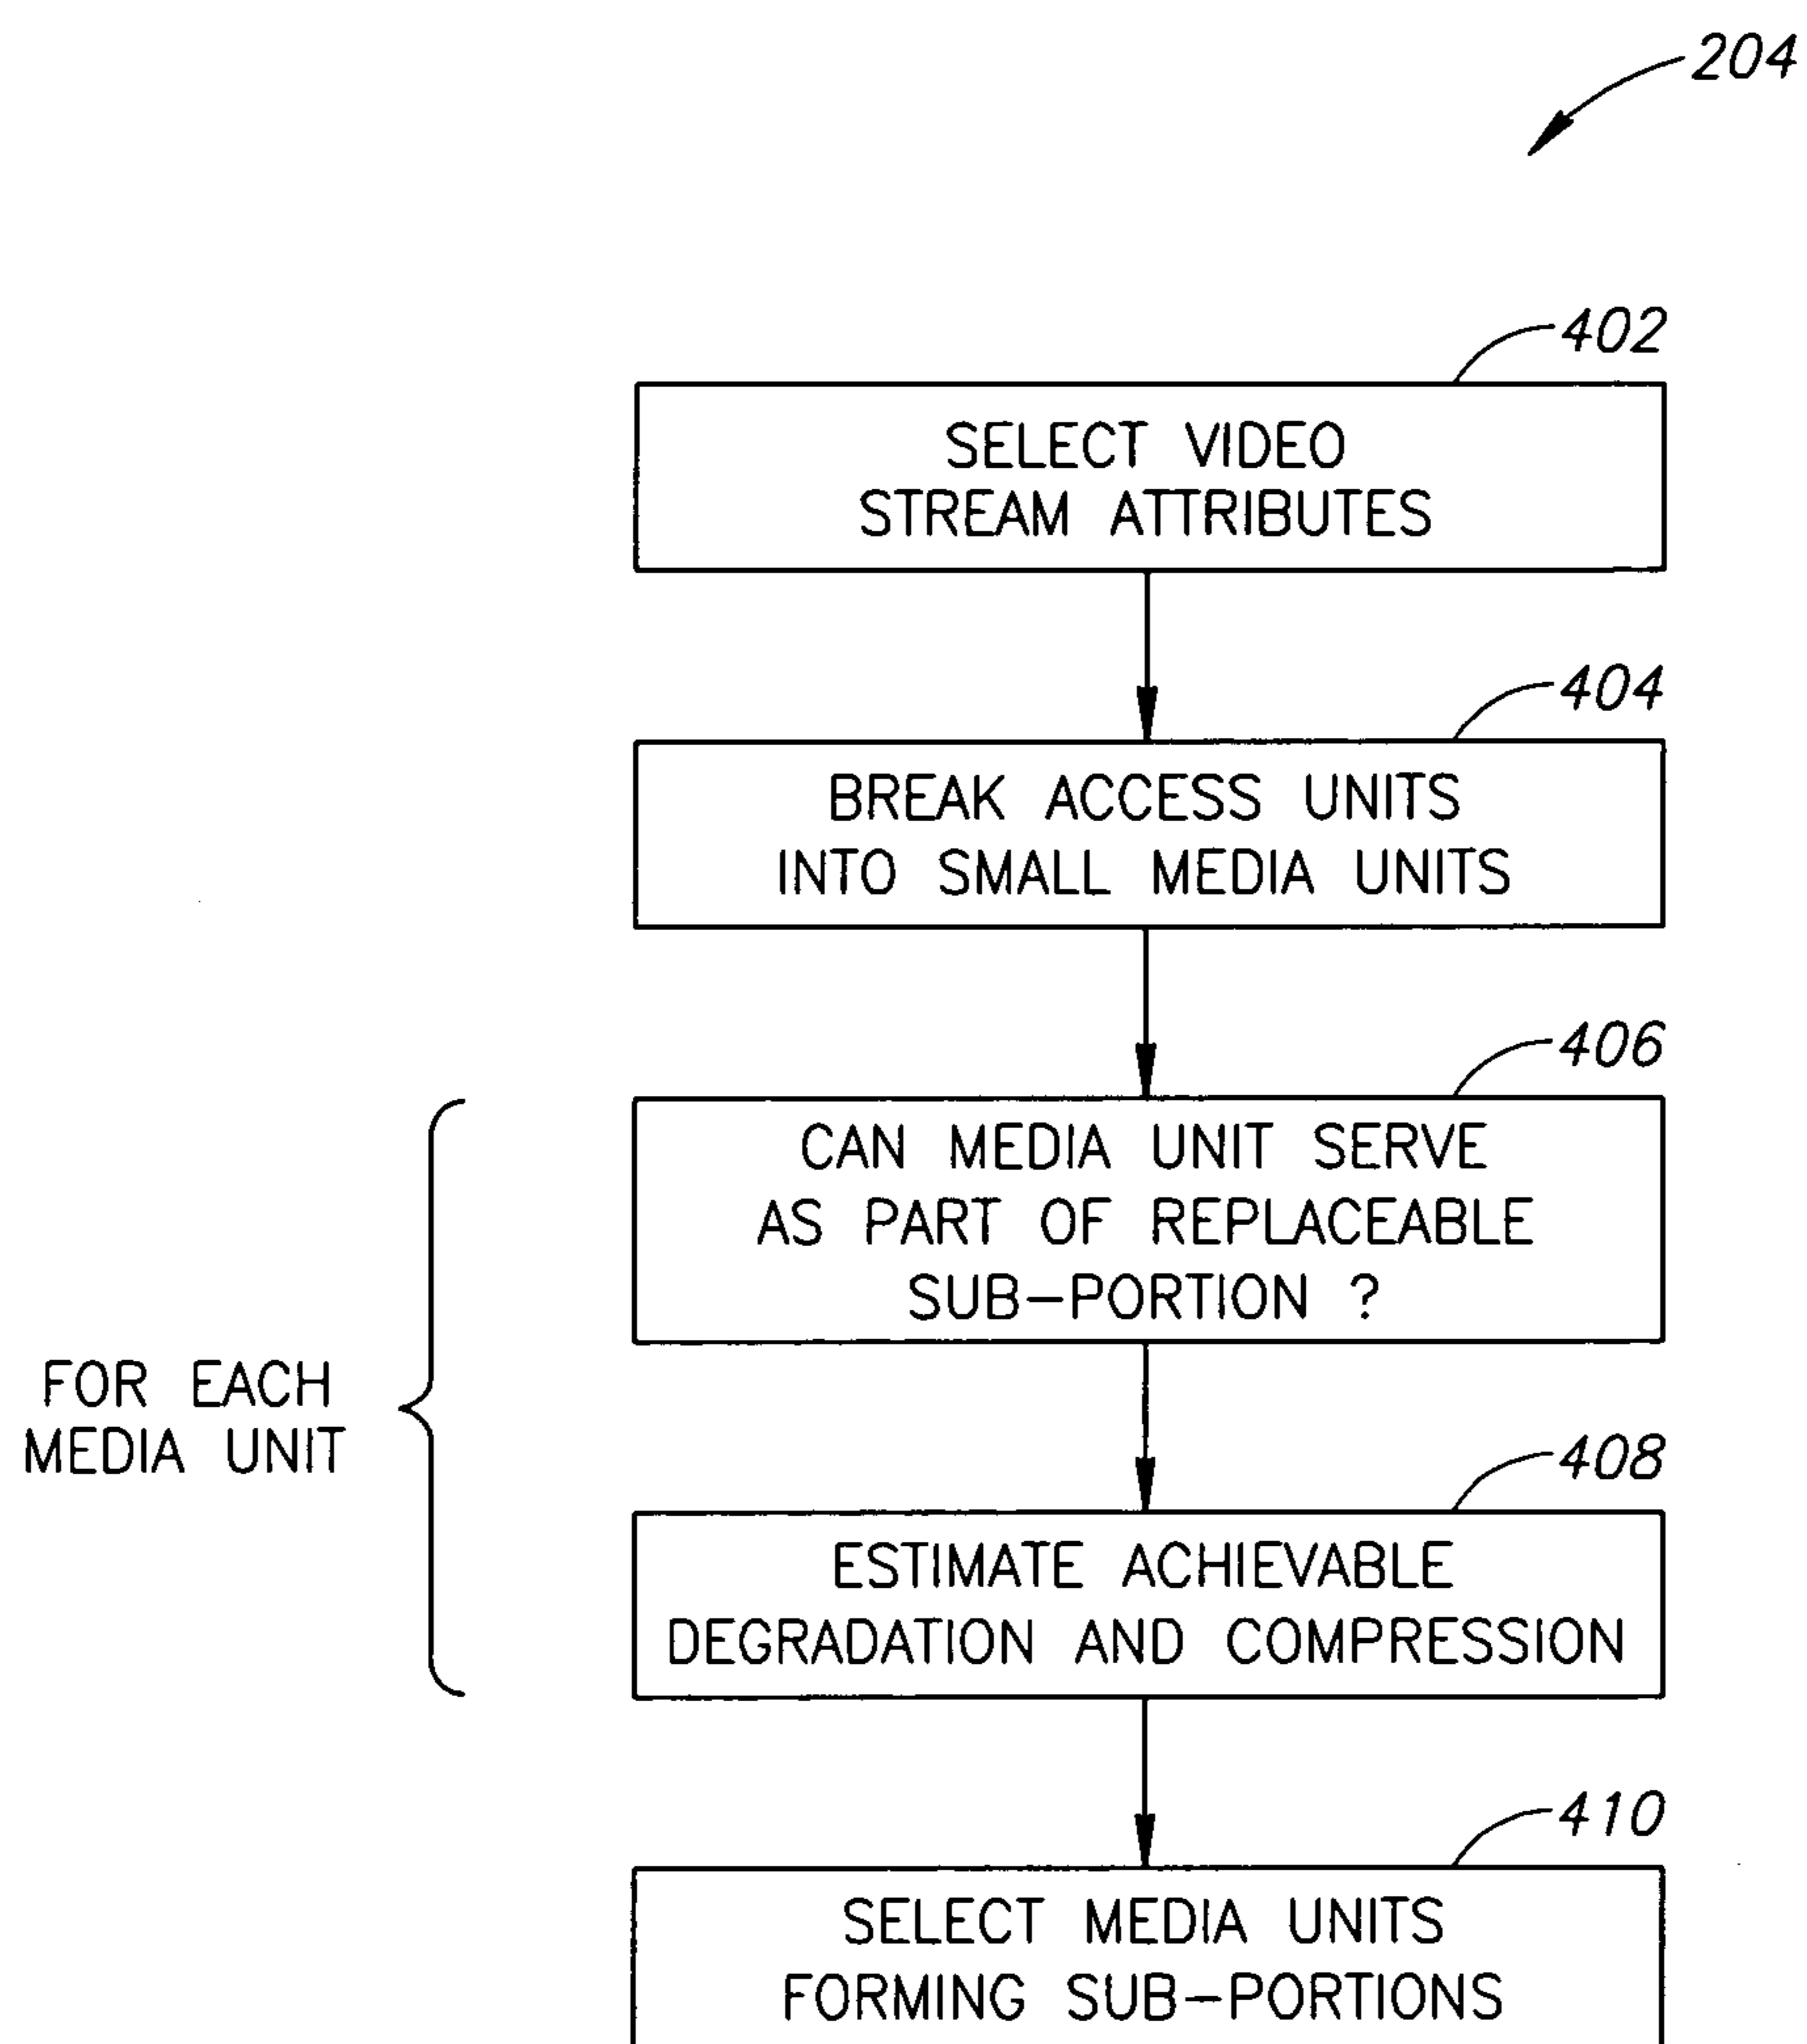 204
402
SELECT VIDEO
STREAM ATTRIBUTES
404
BREAK ACCESS UNITS
INTO SMALL MEDIA UNITS
406
CAN MEDIA UNIT SERVE
AS PART OF REPLACEABLE
SUB-PORTION ?
FOR EACH
MEDIA UNIT
408
ESTIMATE ACHIEVABLE
DEGRADATION AND COMPRESSION
410
SELECT MEDIA UNITS
FORMING SUB-PORTIONS